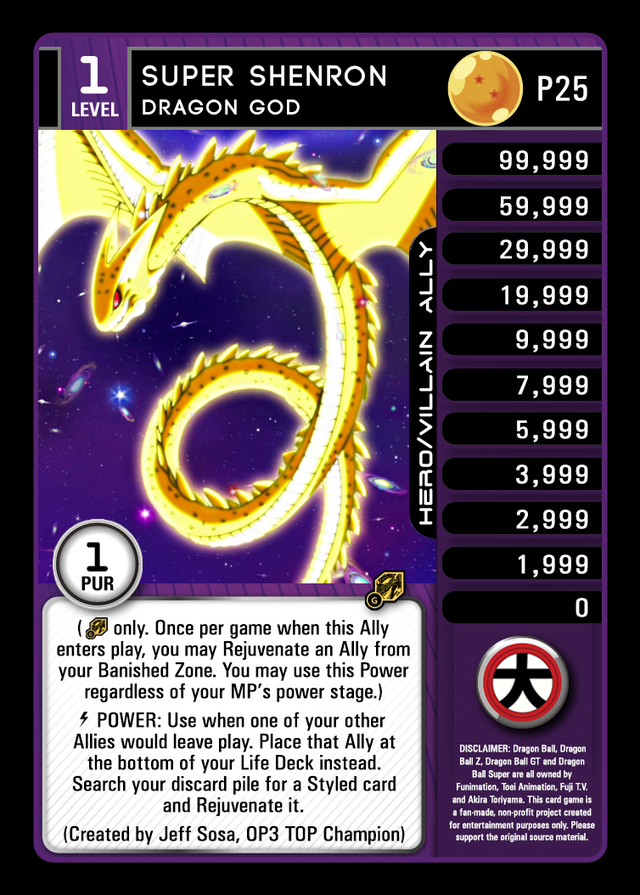 1
LEVEL
SUPER SHENRON
DRAGON GOD
P25
99,999
59,999
29,999
19,999
9,999
7,999
5,999
3,999
2,999
1,999
0
HERO/VILLAIN ALLY
1
PUR
G
( G only. Once per game when this Ally
enters play, you may Rejuvenate an Ally from
your Banished Zone. You may use this Power
regardless of your MP's power stage.)
POWER: Use when one of your other
Allies would leave play. Place that Ally at
the bottom of your Life Deck instead.
Search your discard pile for a Styled card
and Rejuvenate it.
(Created by Jeff Sosa, OP3 TOP Champion)
大
DISCLAIMER: Dragon Ball, Dragon
Ball Z, Dragon Ball GT and Dragon
Ball Super are all owned by
Funimation, Toei Animation, Fuji T.V.
and Akira Toriyama. This card game is
a fan-made, non-profit project created
for entertainment purposes only. Please
support the original source material.